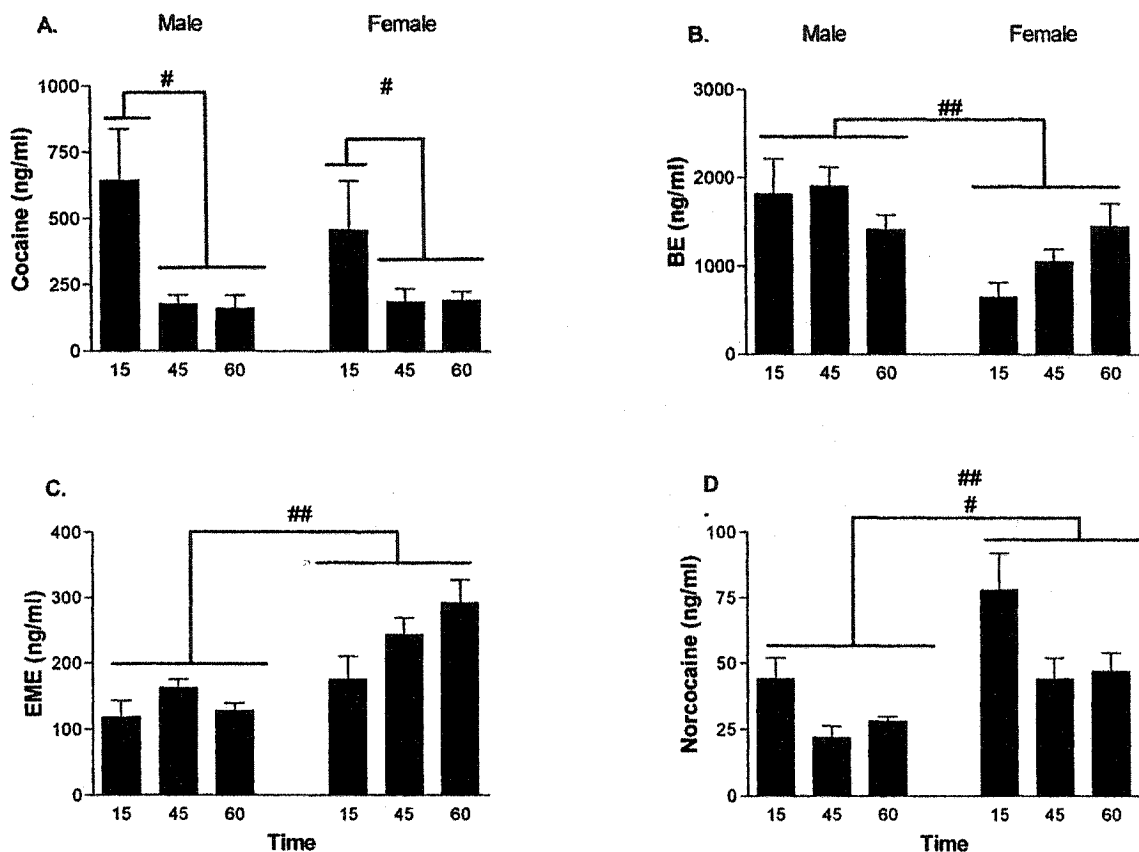 A.
Male
Female
#
#
Cocaine (ng/ml)
1000
750
500
250
0
15 45 60 15 45 60
B.
Male
Female
##
BE (ng/ml)
3000
2000
1000
0
15 45 60 15 45 60
C.
##
EME (ng/ml)
400
300
200
100
0
15 45 60 15 45 60
Time
D
.
##
#
Norcocaine (ng/ml)
100
75
50
25
0
15 45 60 15 45 60
Time